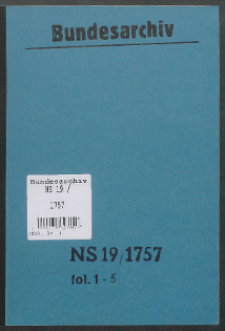 Bundesarchiv
Bundesarchiv
NS 19 /
1757
NS 19/1757
fol. 1 - 5